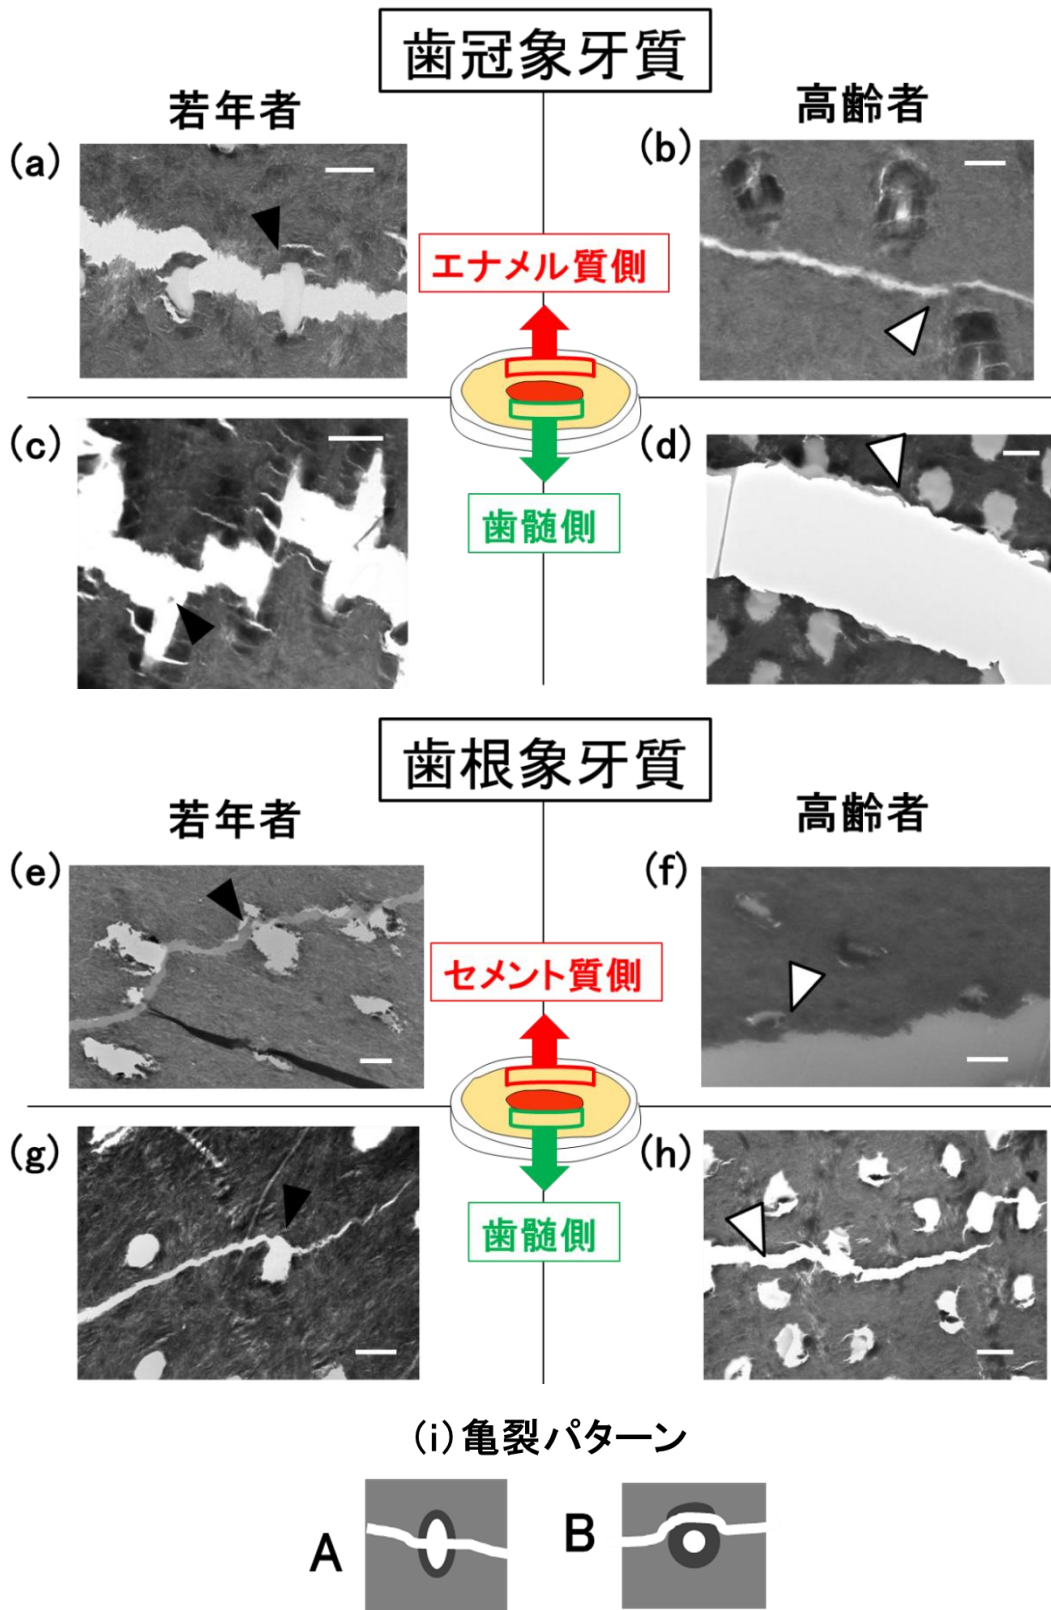 歯冠象牙質
若年者
高齢者
(a)
(b)
エナメル質側
(c)
(d)
歯髄側
歯根象牙質
若年者
高齢者
(e)
(f)
セメント質側
(g)
(h)
歯髄側
(i)亀裂パターン
A
B